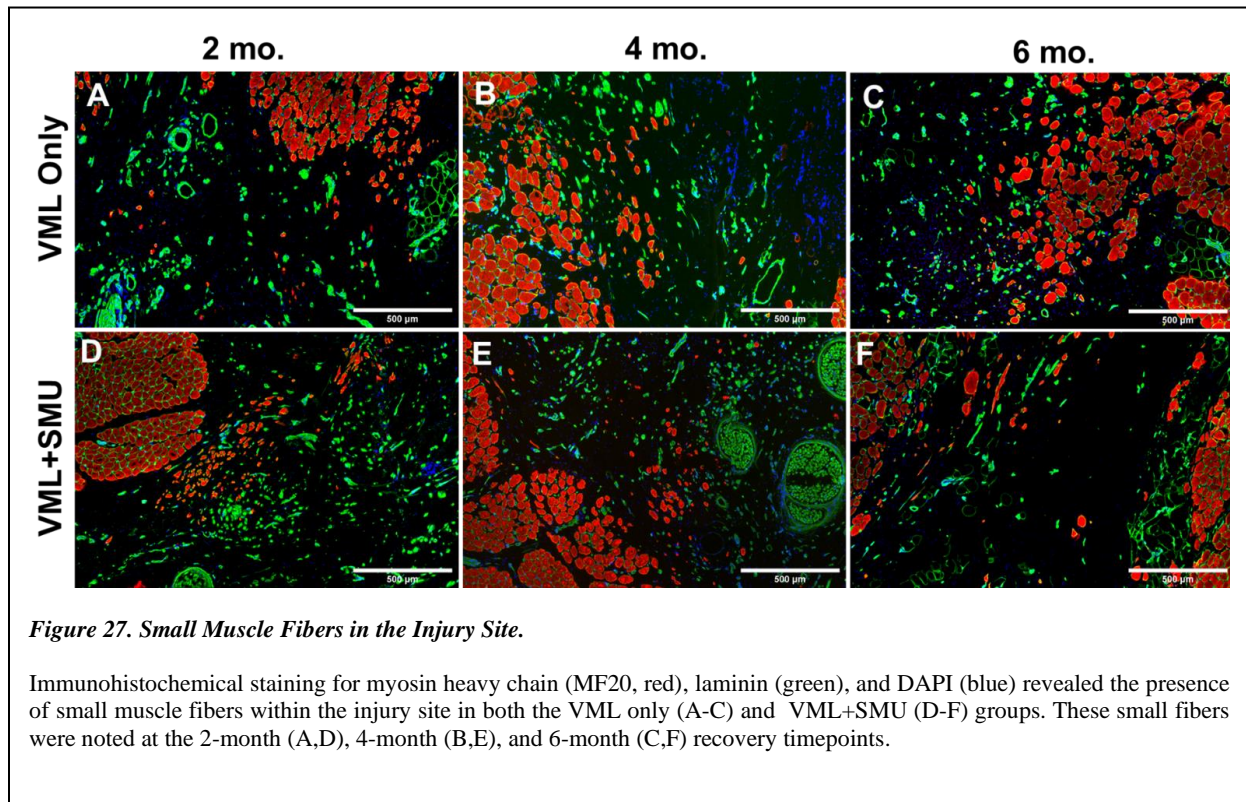 2 mo. 4 mo. 6 mo.
VML Only
A B C
500 µm 500 µm 500 µm
VML+SMU
D E F
500 µm 500 µm 500 µm
Figure 27. Small Muscle Fibers in the Injury Site.
Immunohistochemical staining for myosin heavy chain (MF20, red), laminin (green), and DAPI (blue) revealed the presence
of small muscle fibers within the injury site in both the VML only (A-C) and VML+SMU (D-F) groups. These small fibers
were noted at the 2-month (A,D), 4-month (B,E), and 6-month (C,F) recovery timepoints.